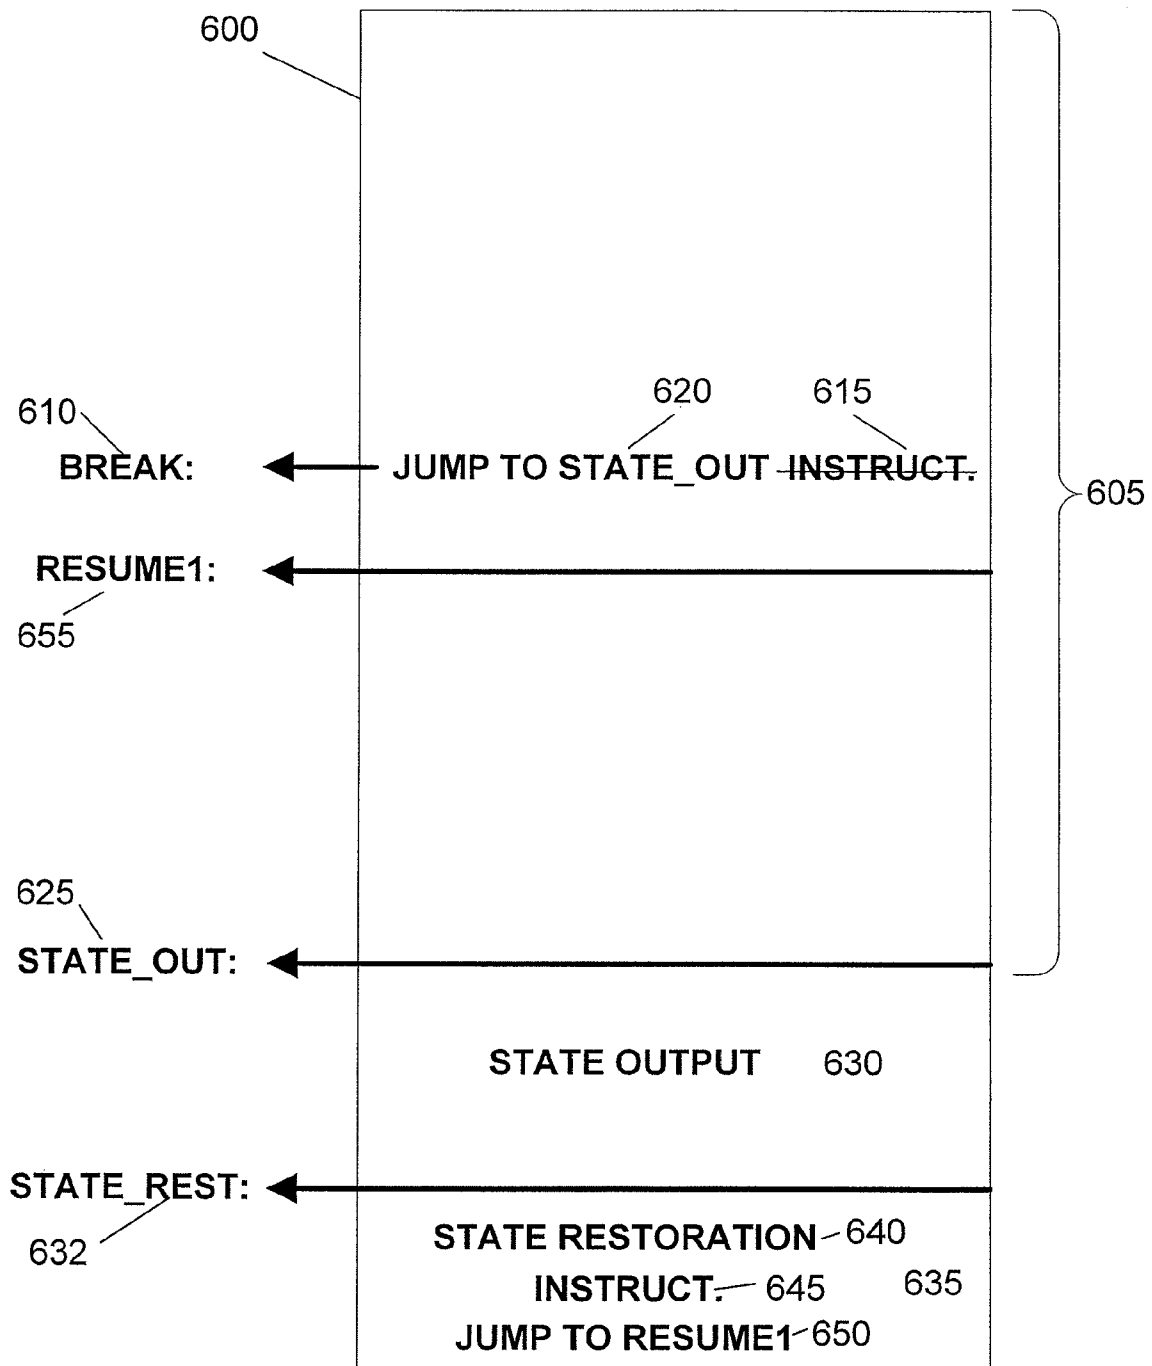 600
620 615
610
BREAK: JUMP TO STATE_OUT INSTRUCT.
605
RESUME1:
655
625
STATE_OUT:
STATE OUTPUT 630
STATE_REST:
632
STATE RESTORATION 640
INSTRUCT. 645 635
JUMP TO RESUME1 650